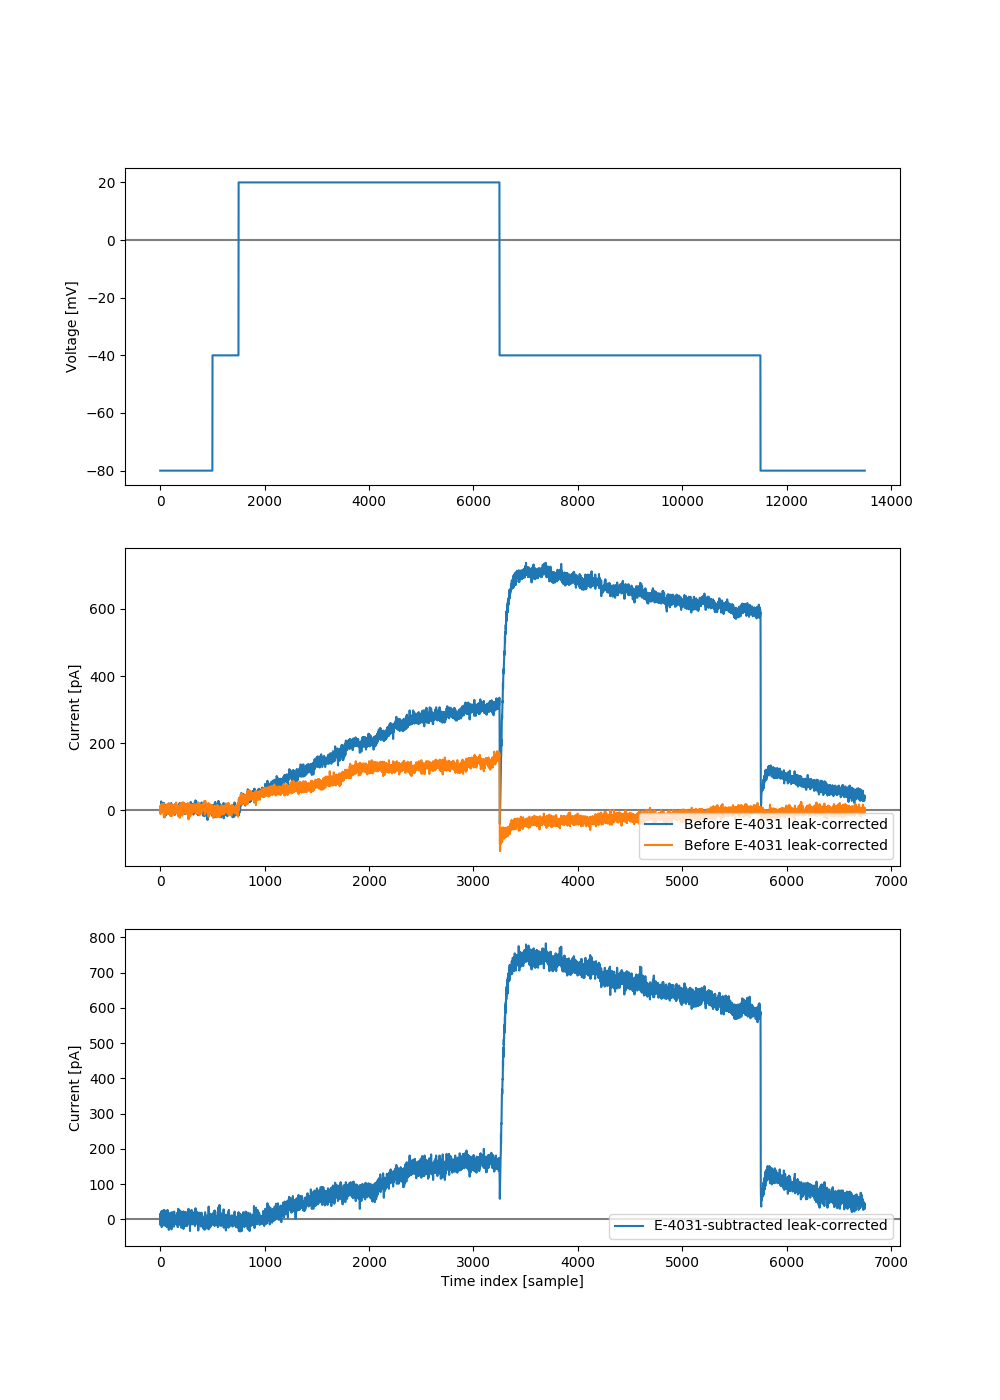 20
0
−20
−40
−60
−80
Voltage [mV]
0 2000 4000 6000 8000 10000 12000 14000
600
400
200
0
Current [pA]
Before E-4031 leak-corrected
Before E-4031 leak-corrected
0 1000 2000 3000 4000 5000 6000 7000
800
700
600
500
400
300
200
100
0
Current [pA]
E-4031-subtracted leak-corrected
0 1000 2000 3000 4000 5000 6000 7000
Time index [sample]